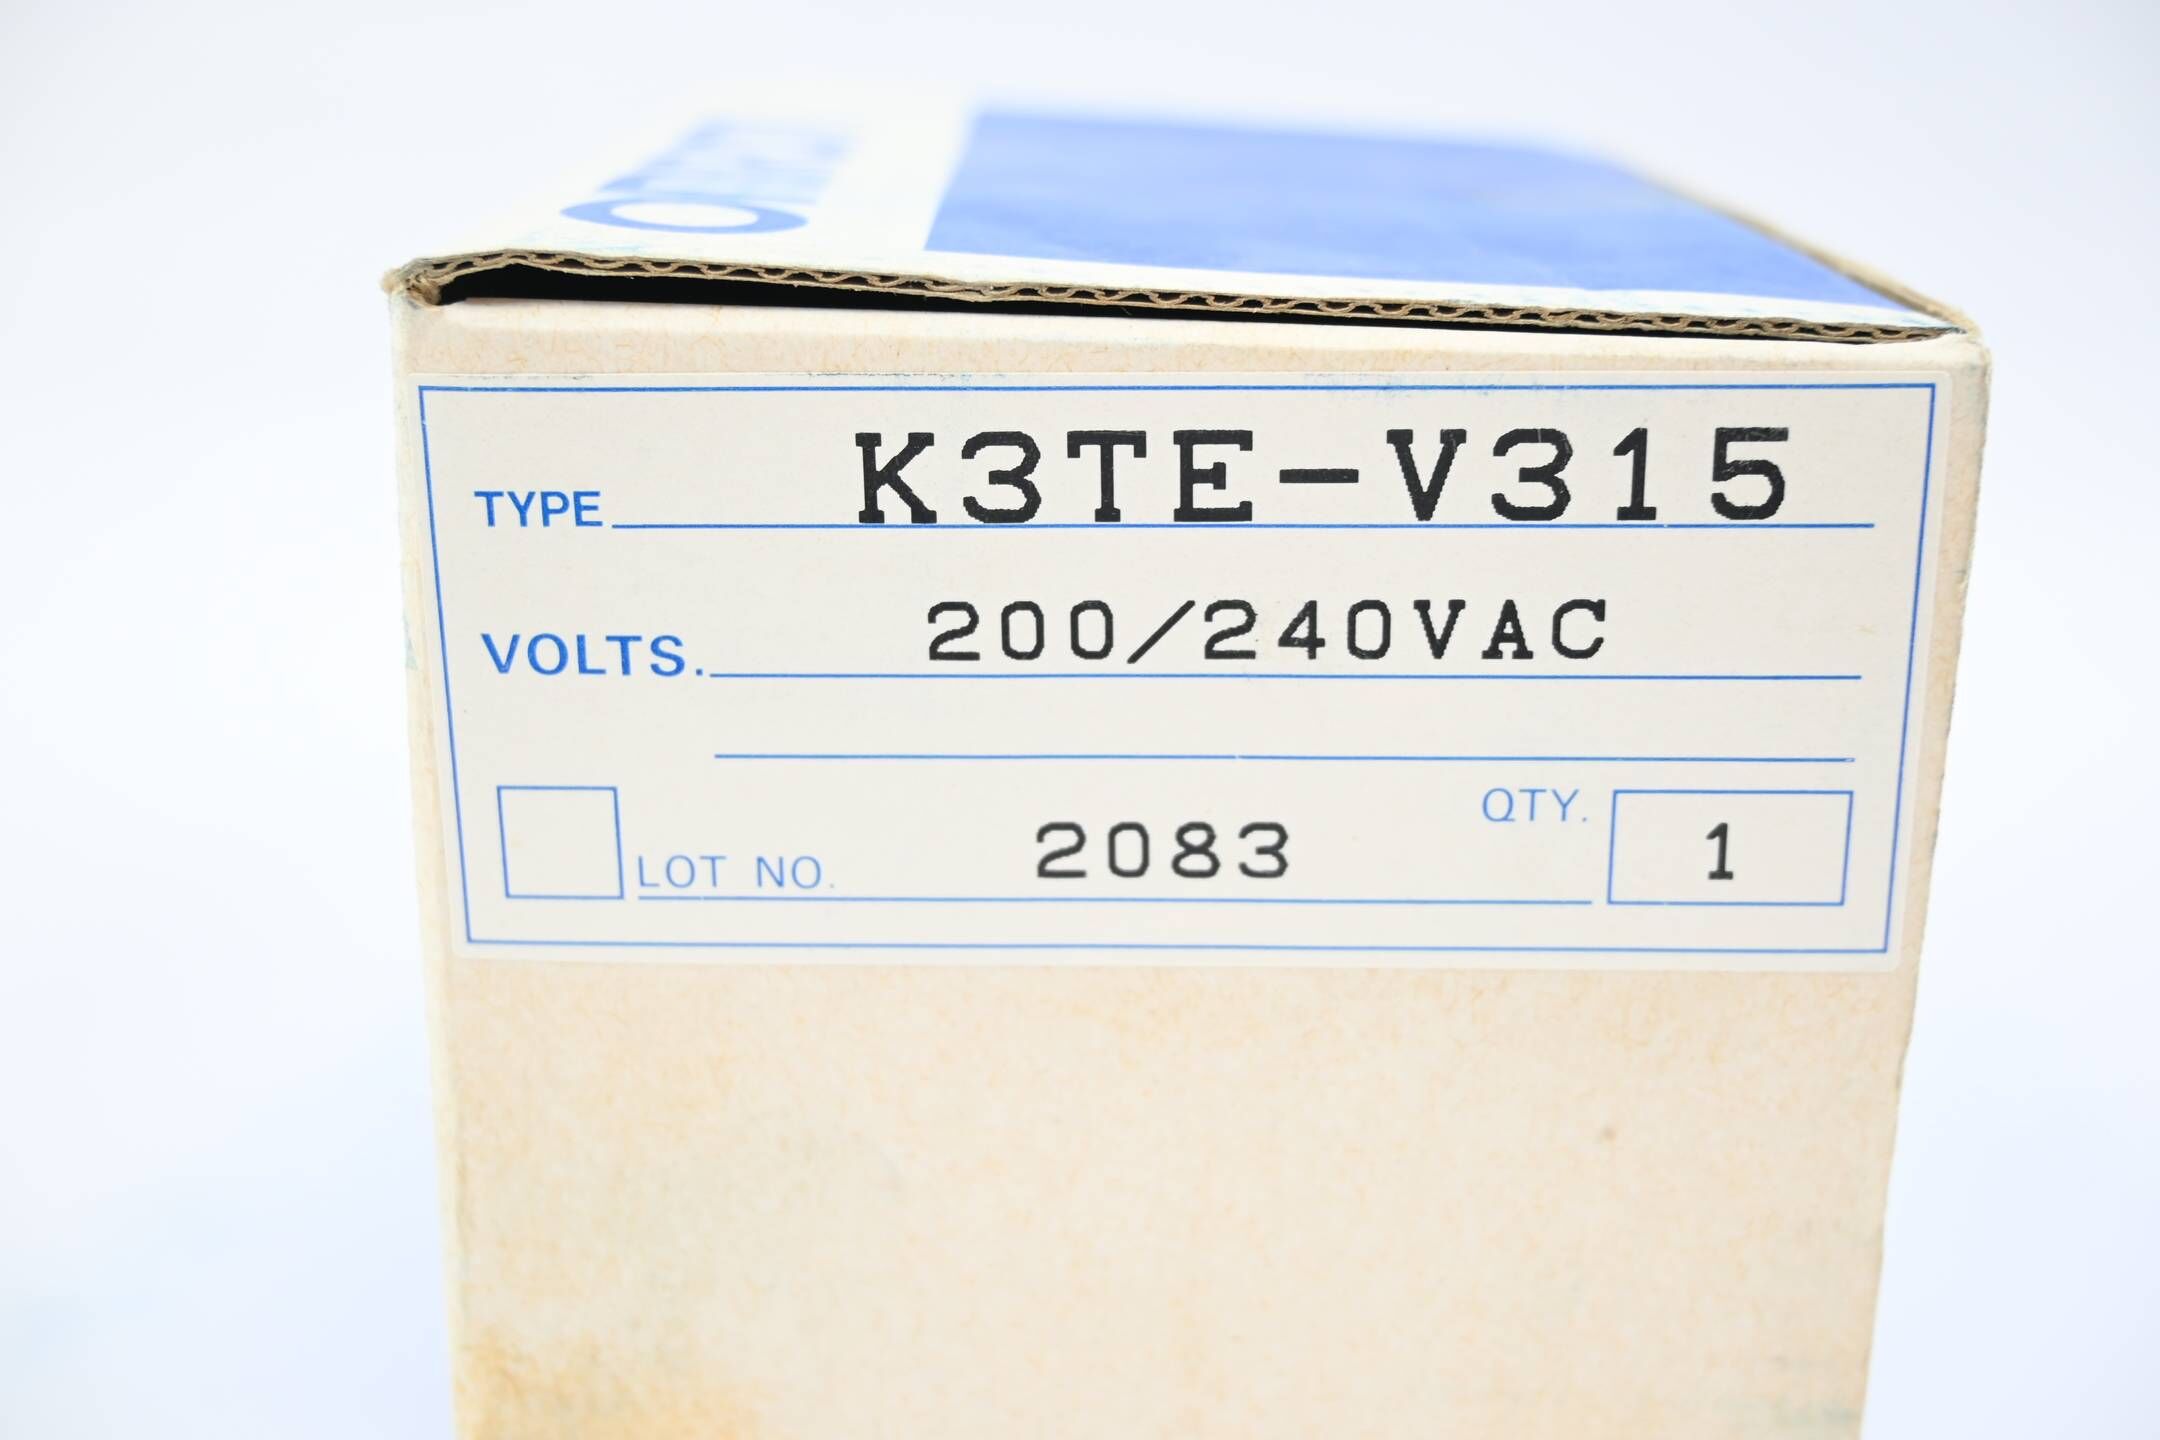 TYPE K3TE-V315
VOLTS. 200/240VAC
QTY. 1
LOT NO. 2083